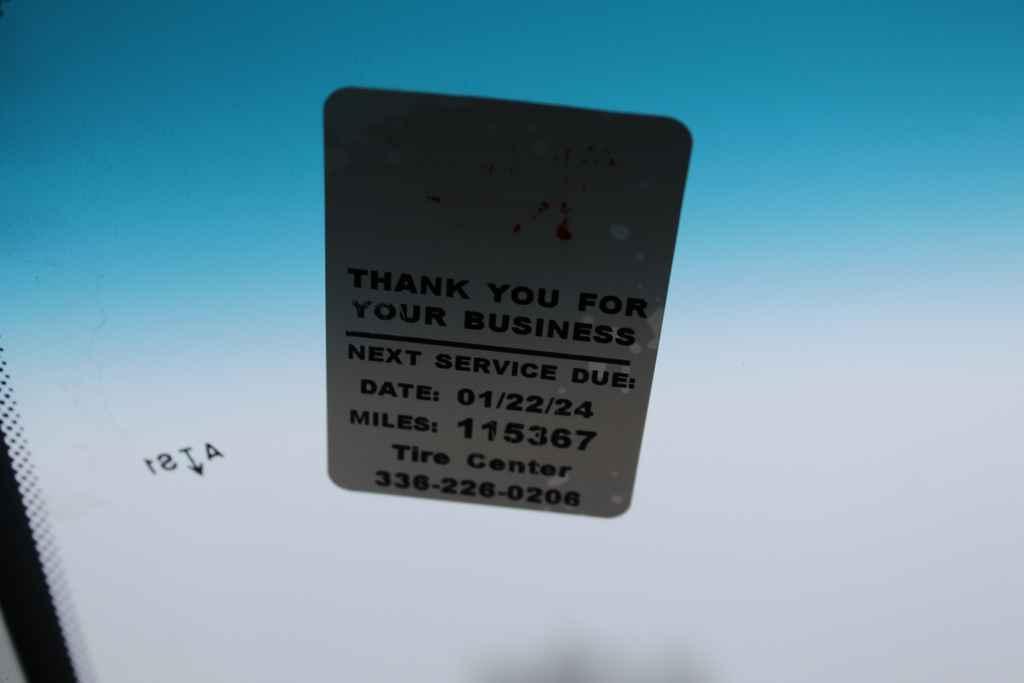 THANK YOU FOR
YOUR BUSINESS
NEXT SERVICE DUE:
DATE: 01/22/24
MILES: 115367
Tire Center
336-226-0206
AS1